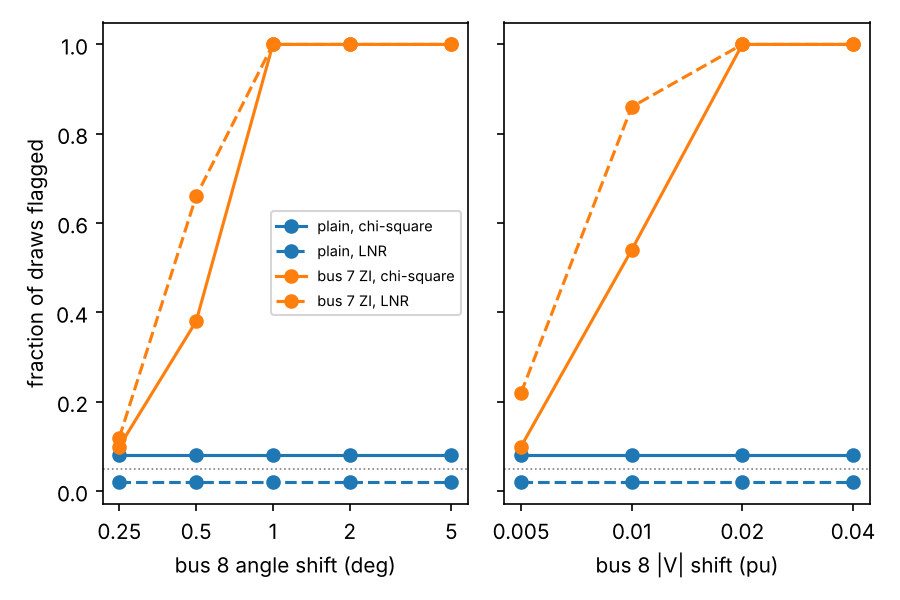 fraction of draws flagged
1.0
0.8
0.6
0.4
0.2
0.0
plain, chi-square
plain, LNR
bus 7 ZI, chi-square
bus 7 ZI, LNR
0.25 0.5 1 2 5
bus 8 angle shift (deg)
0.005 0.01 0.02 0.04
bus 8 |V| shift (pu)